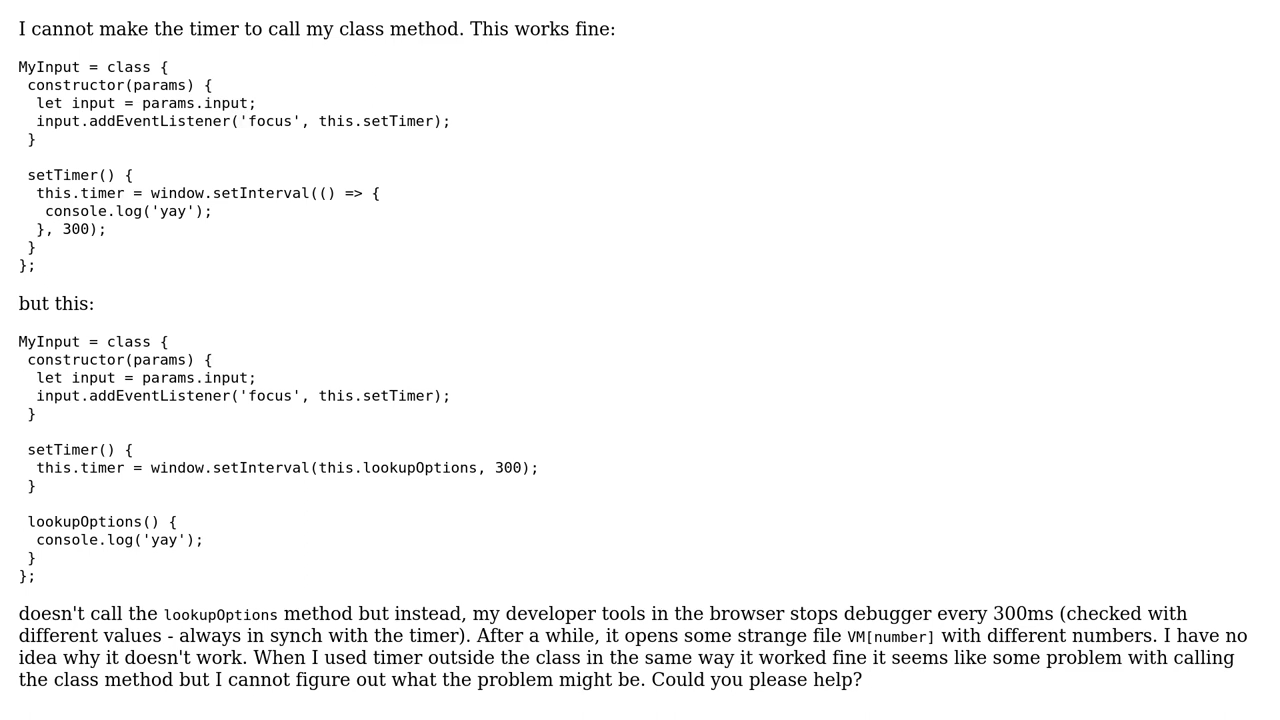 I cannot make the timer to call my class method. This works fine:
MyInput = class {
 constructor(params) {
  let input = params.input;
  input.addEventListener('focus', this.setTimer);
 }

 setTimer() {
  this.timer = window.setInterval(() => {
   console.log('yay');
  }, 300);
 }
};
but this:
MyInput = class {
 constructor(params) {
  let input = params.input;
  input.addEventListener('focus', this.setTimer);
 }

 setTimer() {
  this.timer = window.setInterval(this.lookupOptions, 300);
 }

 lookupOptions() {
  console.log('yay');
 }
};
doesn't call the lookupOptions method but instead, my developer tools in the browser stops debugger every 300ms (checked with
different values - always in synch with the timer). After a while, it opens some strange file VM[number] with different numbers. I have no
idea why it doesn't work. When I used timer outside the class in the same way it worked fine it seems like some problem with calling
the class method but I cannot figure out what the problem might be. Could you please help?